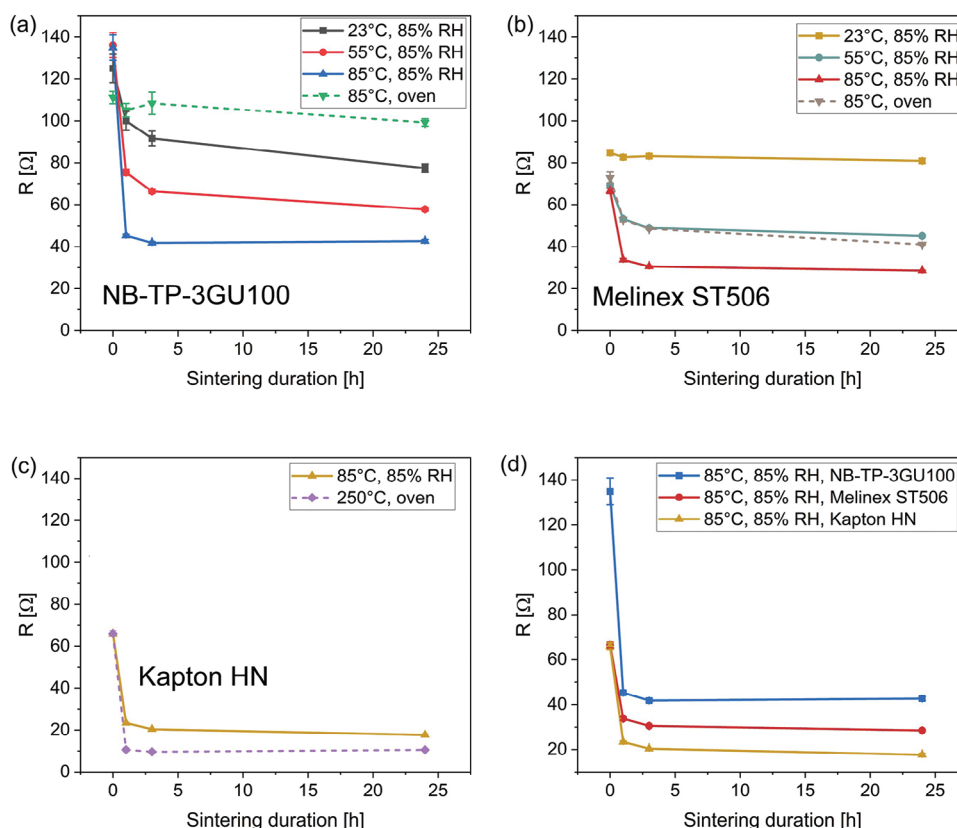 (a)
23°C, 85% RH
55°C, 85% RH
85°C, 85% RH
85°C, oven
140
120
100
80
60
40
20
0
R [Ω]
NB-TP-3GU100
0 5 10 15 20 25
Sintering duration [h]
(b)
23°C, 85% RH
55°C, 85% RH
85°C, 85% RH
85°C, oven
140
120
100
80
60
40
20
0
R [Ω]
Melinex ST506
0 5 10 15 20 25
Sintering duration [h]
(c)
85°C, 85% RH
250°C, oven
140
120
100
80
60
40
20
0
R [Ω]
Kapton HN
0 5 10 15 20 25
Sintering duration [h]
(d)
85°C, 85% RH, NB-TP-3GU100
85°C, 85% RH, Melinex ST506
85°C, 85% RH, Kapton HN
140
120
100
80
60
40
20
R [Ω]
0 5 10 15 20 25
Sintering duration [h]